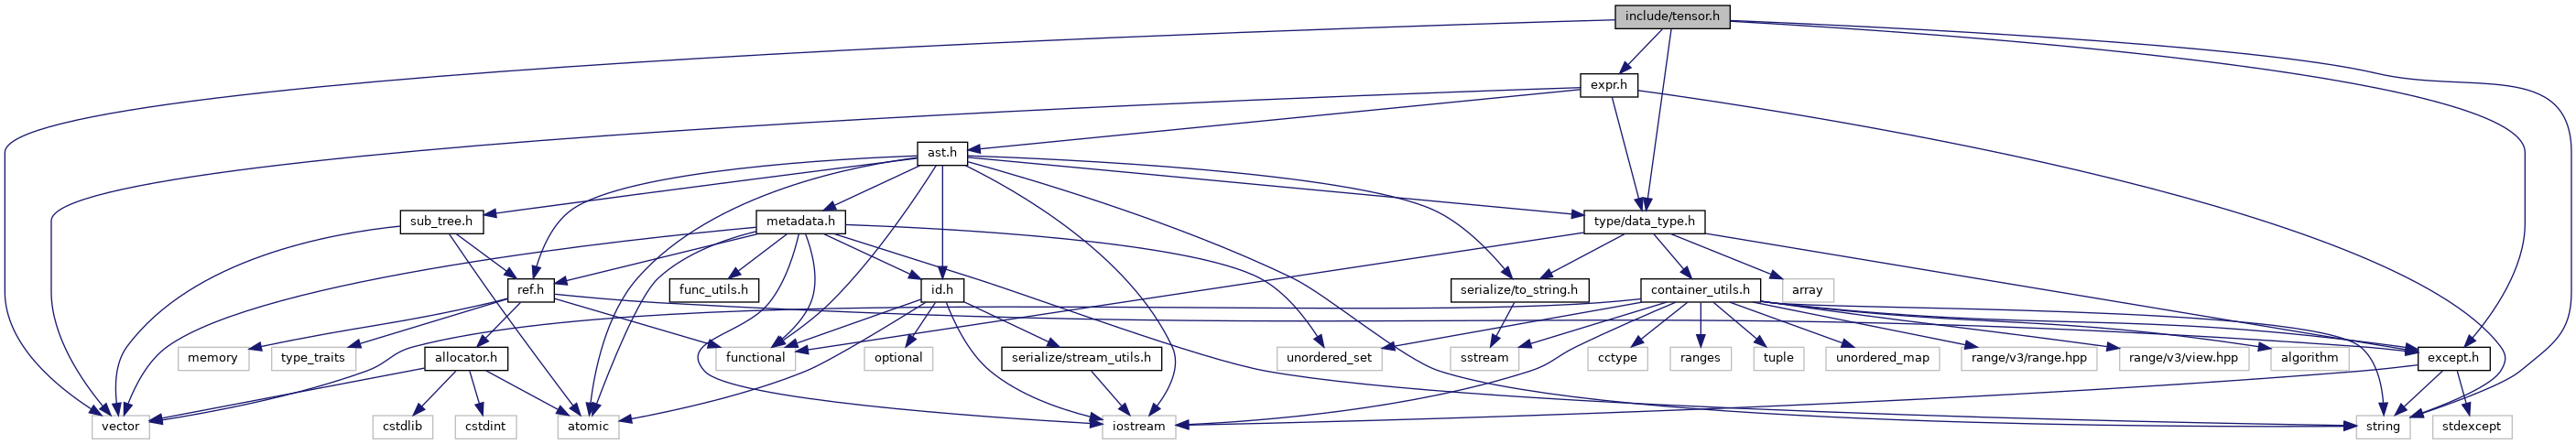 include/tensor.h
expr.h
ast.h
sub_tree.h
metadata.h
type/data_type.h
ref.h
func_utils.h
id.h
serialize/to_string.h
container_utils.h
array
memory
type_traits
allocator.h
functional
optional
serialize/stream_utils.h
unordered_set
sstream
cctype
ranges
tuple
unordered_map
range/v3/range.hpp
range/v3/view.hpp
algorithm
except.h
vector
cstdlib
cstdint
atomic
iostream
string
stdexcept